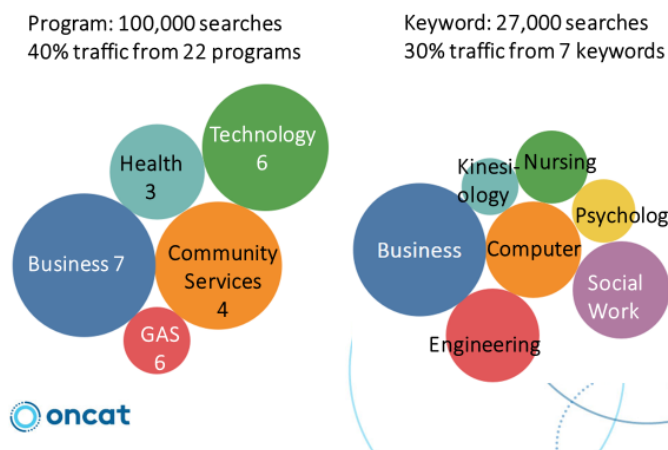 Program: 100,000 searches
40% traffic from 22 programs
Technology
6
Health
3
Business 7
Community
Services
4
GAS
6
oncat
Keyword: 27,000 searches
30% traffic from 7 keywords
Nursing
Kinesi-
ology
Psycholog
Business
Computer
Social
Work
Engineering